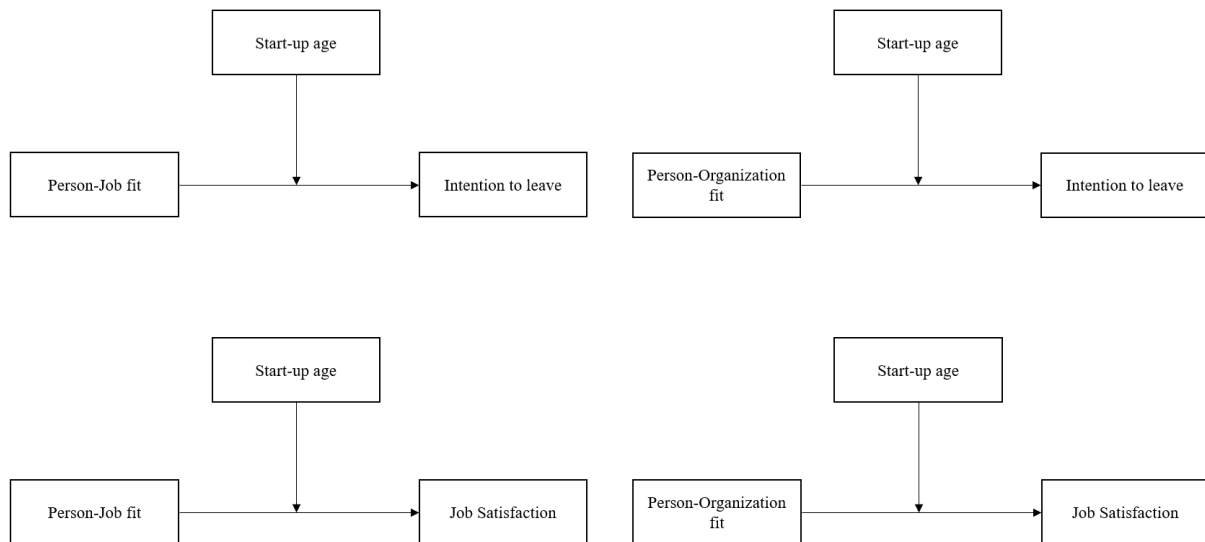 Start-up age
Start-up age
Person-Job fit
Intention to leave
Person-Organization
fit
Intention to leave
Start-up age
Start-up age
Person-Job fit
Job Satisfaction
Person-Organization
fit
Job Satisfaction